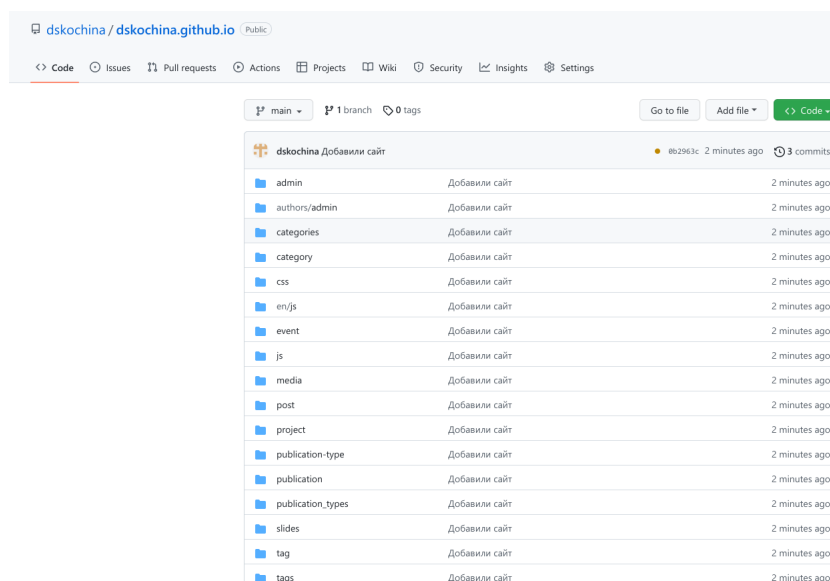 dskochina / dskochina.github.io Public
Code Issues Pull requests Actions Projects Wiki Security Insights Settings
main 1 branch 0 tags Go to file Add file Code
dskochina Добавили сайт 0b2963c 2 minutes ago 3 commits
admin Добавили сайт 2 minutes ago
authors/admin Добавили сайт 2 minutes ago
categories Добавили сайт 2 minutes ago
category Добавили сайт 2 minutes ago
css Добавили сайт 2 minutes ago
en/js Добавили сайт 2 minutes ago
event Добавили сайт 2 minutes ago
js Добавили сайт 2 minutes ago
media Добавили сайт 2 minutes ago
post Добавили сайт 2 minutes ago
project Добавили сайт 2 minutes ago
publication-type Добавили сайт 2 minutes ago
publication Добавили сайт 2 minutes ago
publication_types Добавили сайт 2 minutes ago
slides Добавили сайт 2 minutes ago
tag Добавили сайт 2 minutes ago
tags Добавили сайт 2 minutes ago